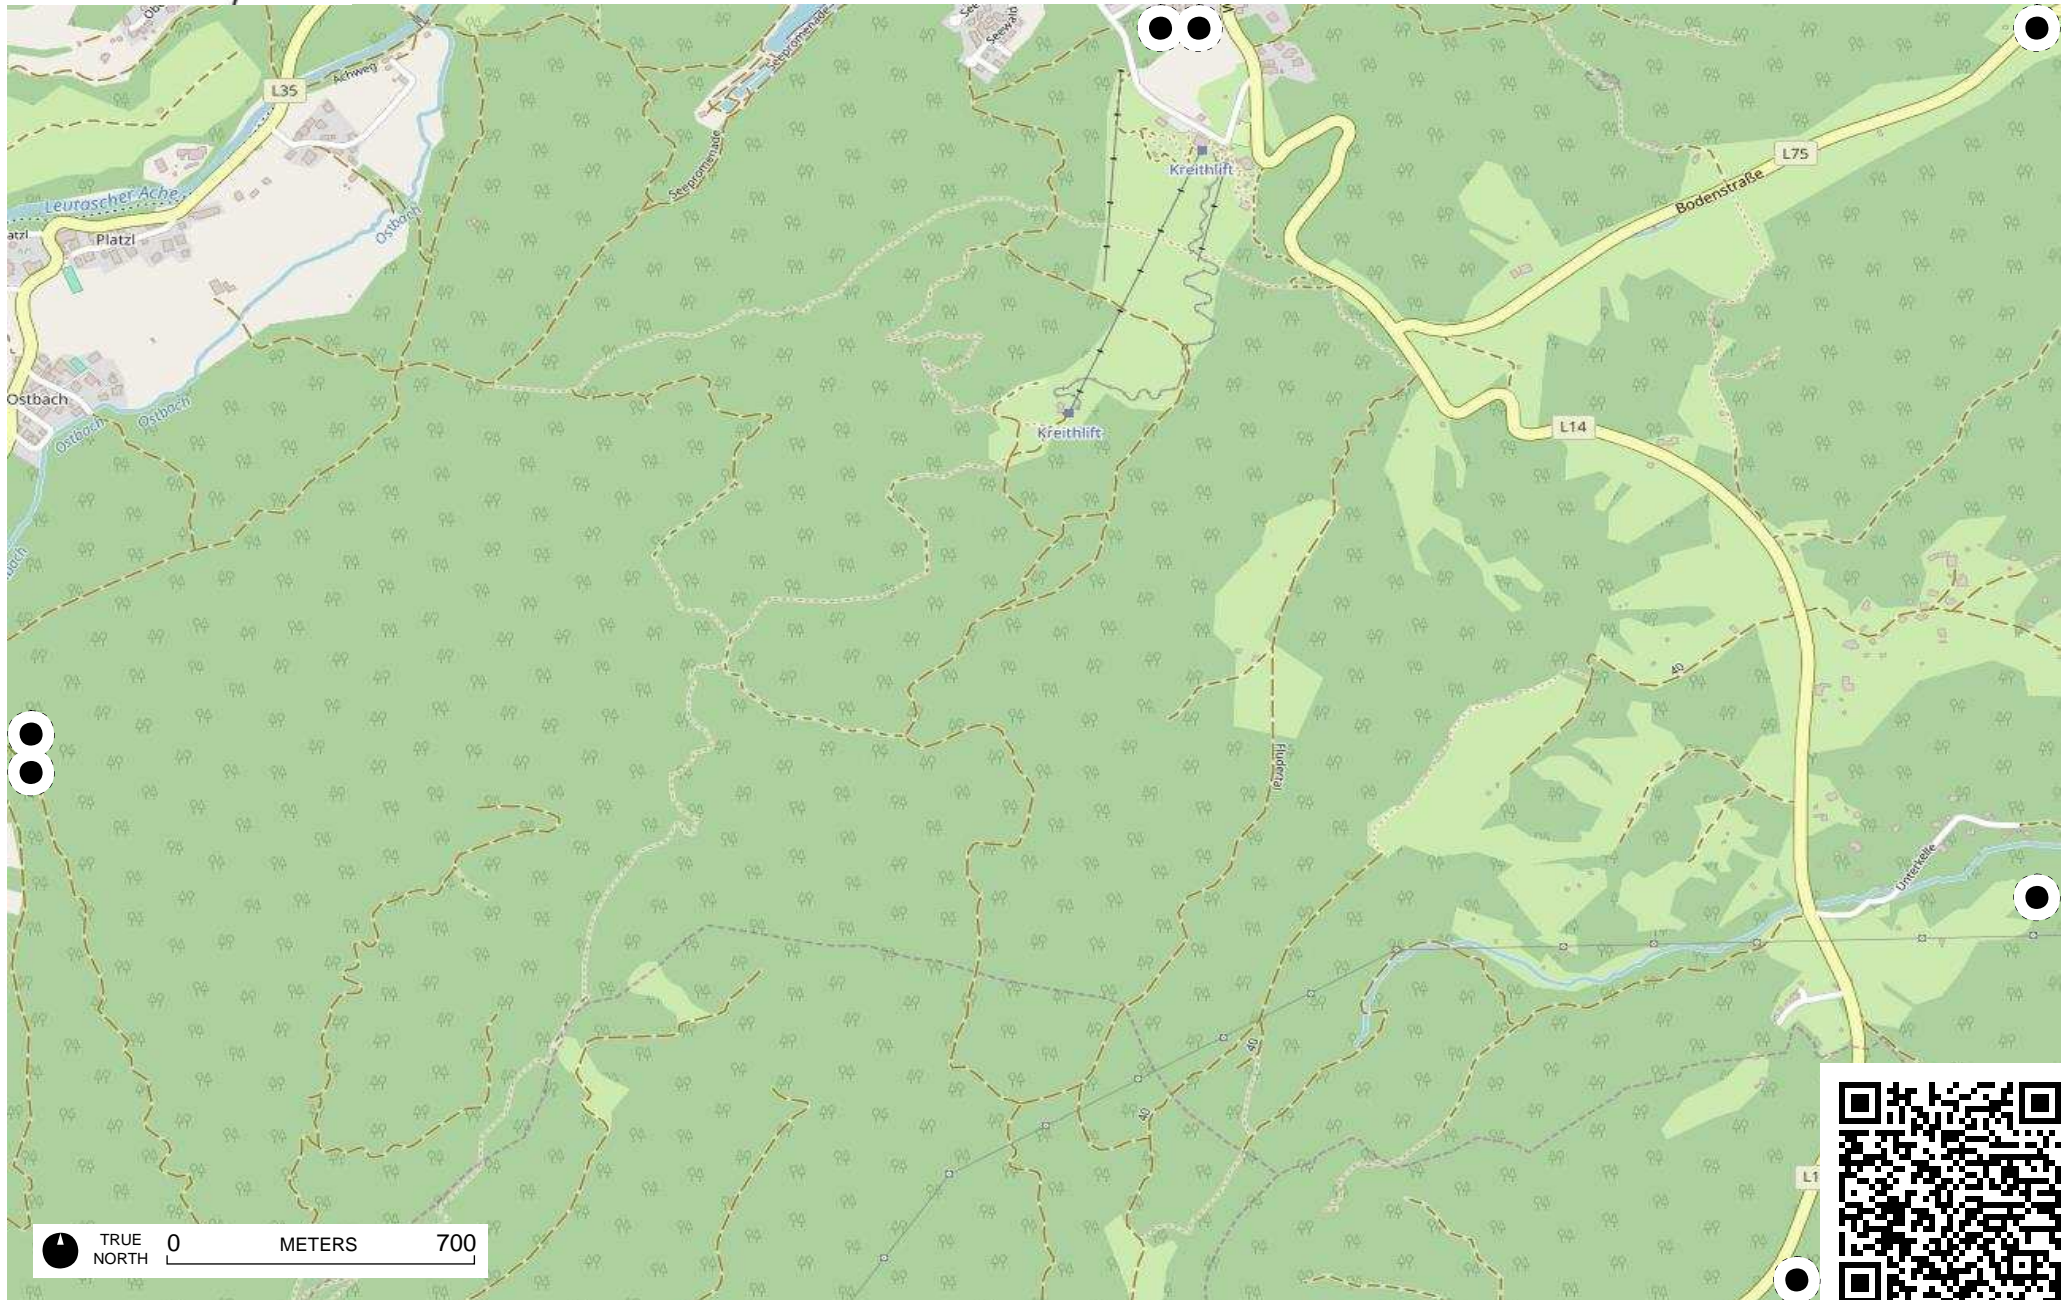 L35
Achweg
Seepromenade
Seewald
Kreithlift
L75
Bodenstraße
Leutascher Ache
Platzl
Ostbach
Seepromenade
Ostbach
Ostbach
Ostbach
Kreithlift
L14
40
Fludertal
Unterkelle
40
40
TRUE
NORTH
0
METERS
700